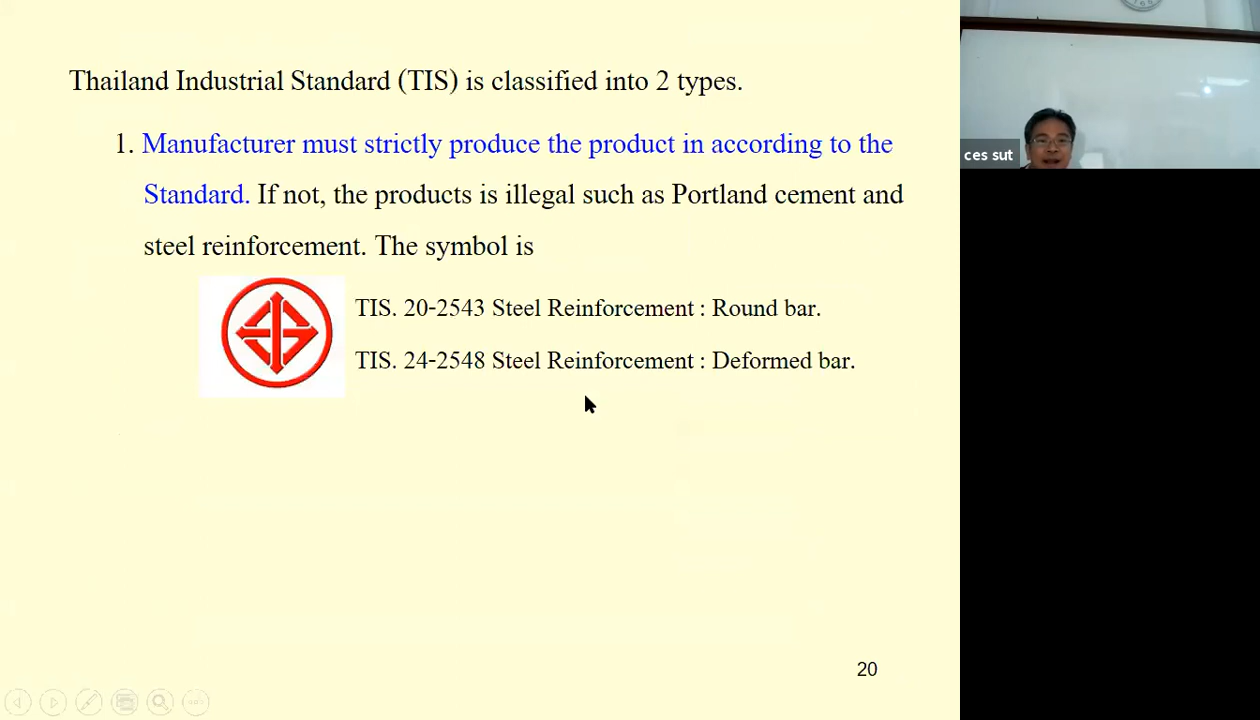 Thailand Industrial Standard (TIS) is classified into 2 types.
1. Manufacturer must strictly produce the product in according to the
Standard. If not, the products is illegal such as Portland cement and
steel reinforcement. The symbol is
TIS. 20-2543 Steel Reinforcement : Round bar.
TIS. 24-2548 Steel Reinforcement : Deformed bar.
20
ces sut